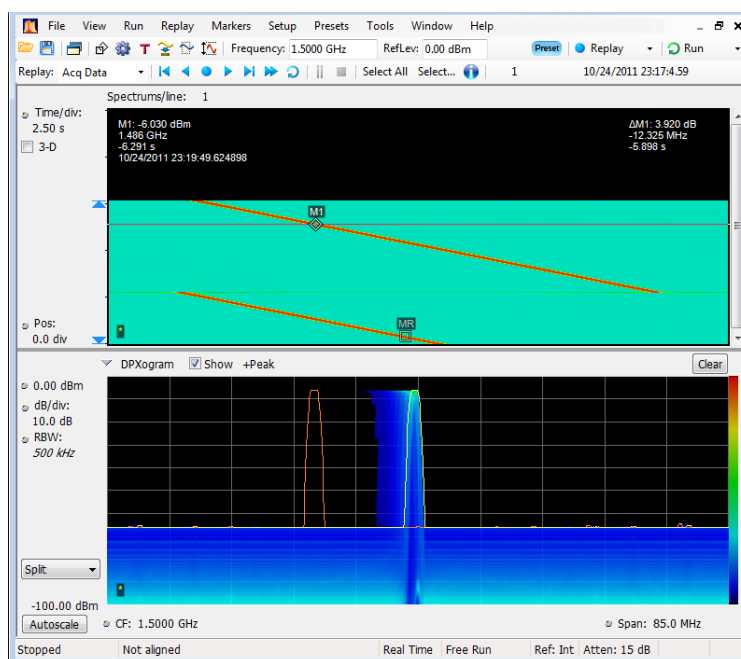 File View Run Replay Markers Setup Presets Tools Window Help
T Frequency: 1.5000 GHz RefLev: 0.00 dBm Preset Replay Run
Replay: Acq Data Select All Select... 1 10/24/2011 23:17:4.59
Spectrums/line: 1
Time/div:
2.50 s
3-D
M1: -6.030 dBm
1.486 GHz
-6.291 s
10/24/2011 23:19:49.624898
ΔM1: 3.920 dB
-12.325 MHz
-5.898 s
M1
MR
Pos:
0.0 div
DPXogram Show +Peak Clear
0.00 dBm
dB/div:
10.0 dB
RBW:
500 kHz
Split
-100.00 dBm
Autoscale CF: 1.5000 GHz Span: 85.0 MHz
Stopped Not aligned Real Time Free Run Ref: Int Atten: 15 dB